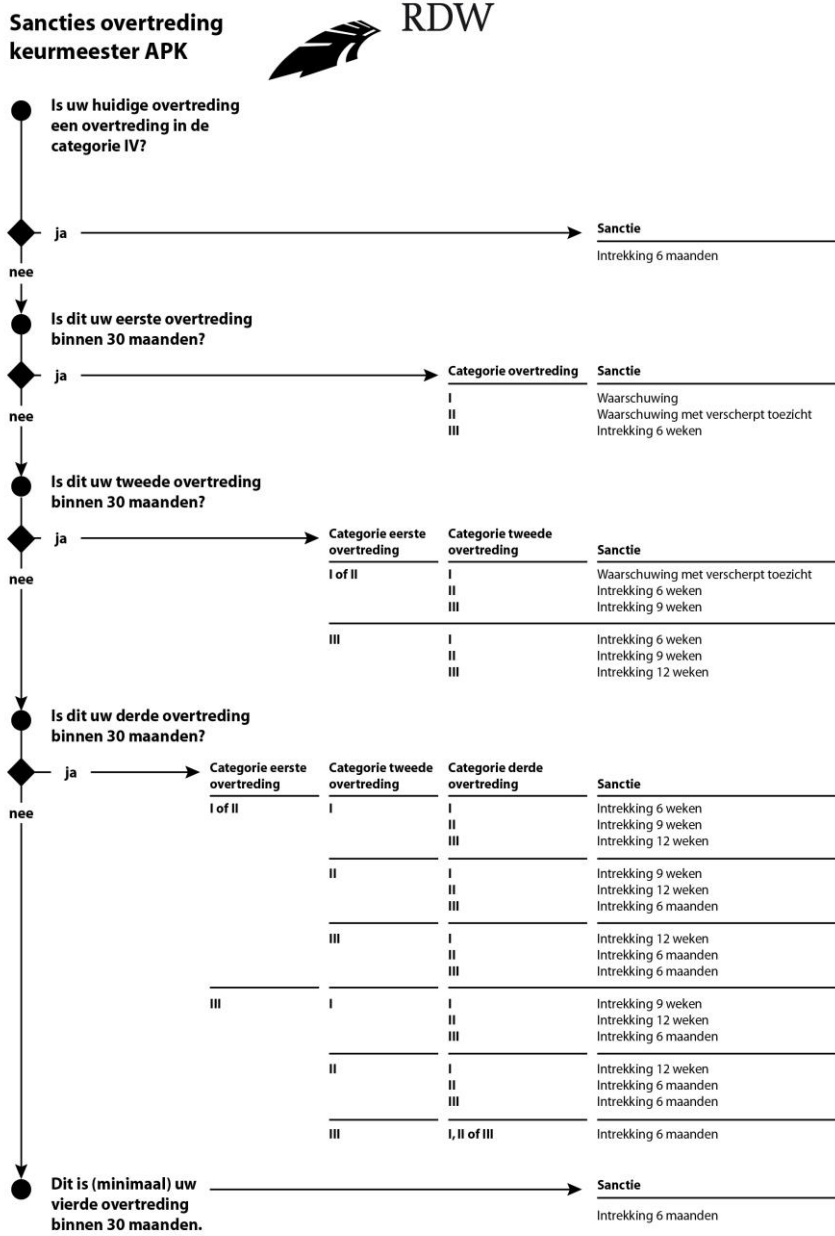 Sancties overtreding
keurmeester APK
RDW
Is uw huidige overtreding
een overtreding in de
categorie IV?
ja
Sanctie
Intrekking 6 maanden
nee
Is dit uw eerste overtreding
binnen 30 maanden?
ja
Categorie overtreding Sanctie
I Waarschuwing
II Waarschuwing met verscherpt toezicht
III Intrekking 6 weken
nee
Is dit uw tweede overtreding
binnen 30 maanden?
ja
Categorie eerste overtreding Categorie tweede overtreding Sanctie
I of II I Waarschuwing met verscherpt toezicht
II Intrekking 6 weken
III Intrekking 9 weken
III I Intrekking 6 weken
II Intrekking 9 weken
III Intrekking 12 weken
nee
Is dit uw derde overtreding
binnen 30 maanden?
ja
Categorie eerste overtreding Categorie tweede overtreding Categorie derde overtreding Sanctie
I of II I I Intrekking 6 weken
II Intrekking 9 weken
III Intrekking 12 weken
II I Intrekking 9 weken
II Intrekking 12 weken
III Intrekking 6 maanden
III I Intrekking 12 weken
II Intrekking 6 maanden
III Intrekking 6 maanden
III I I Intrekking 9 weken
II Intrekking 12 weken
III Intrekking 6 maanden
II I Intrekking 12 weken
II Intrekking 6 maanden
III Intrekking 6 maanden
III I, II of III Intrekking 6 maanden
nee
Dit is (minimaal) uw
vierde overtreding
binnen 30 maanden.
Sanctie
Intrekking 6 maanden